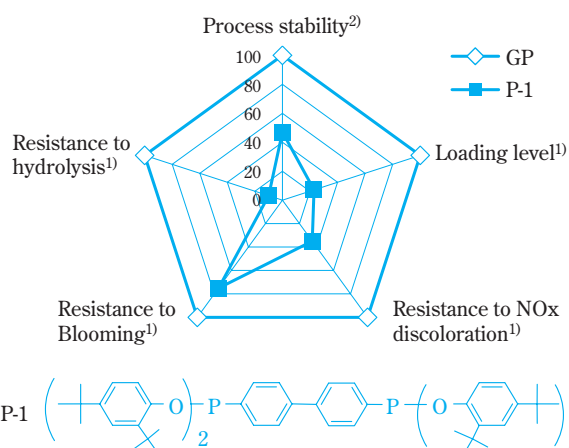 Process stability2)
100
80
60
40
20
0
GP
P-1
Resistance to
hydrolysis1)
Loading level1)
Resistance to
Blooming1)
Resistance to NOx
discoloration1)
P-1 ( O ) 2 P P ( O )